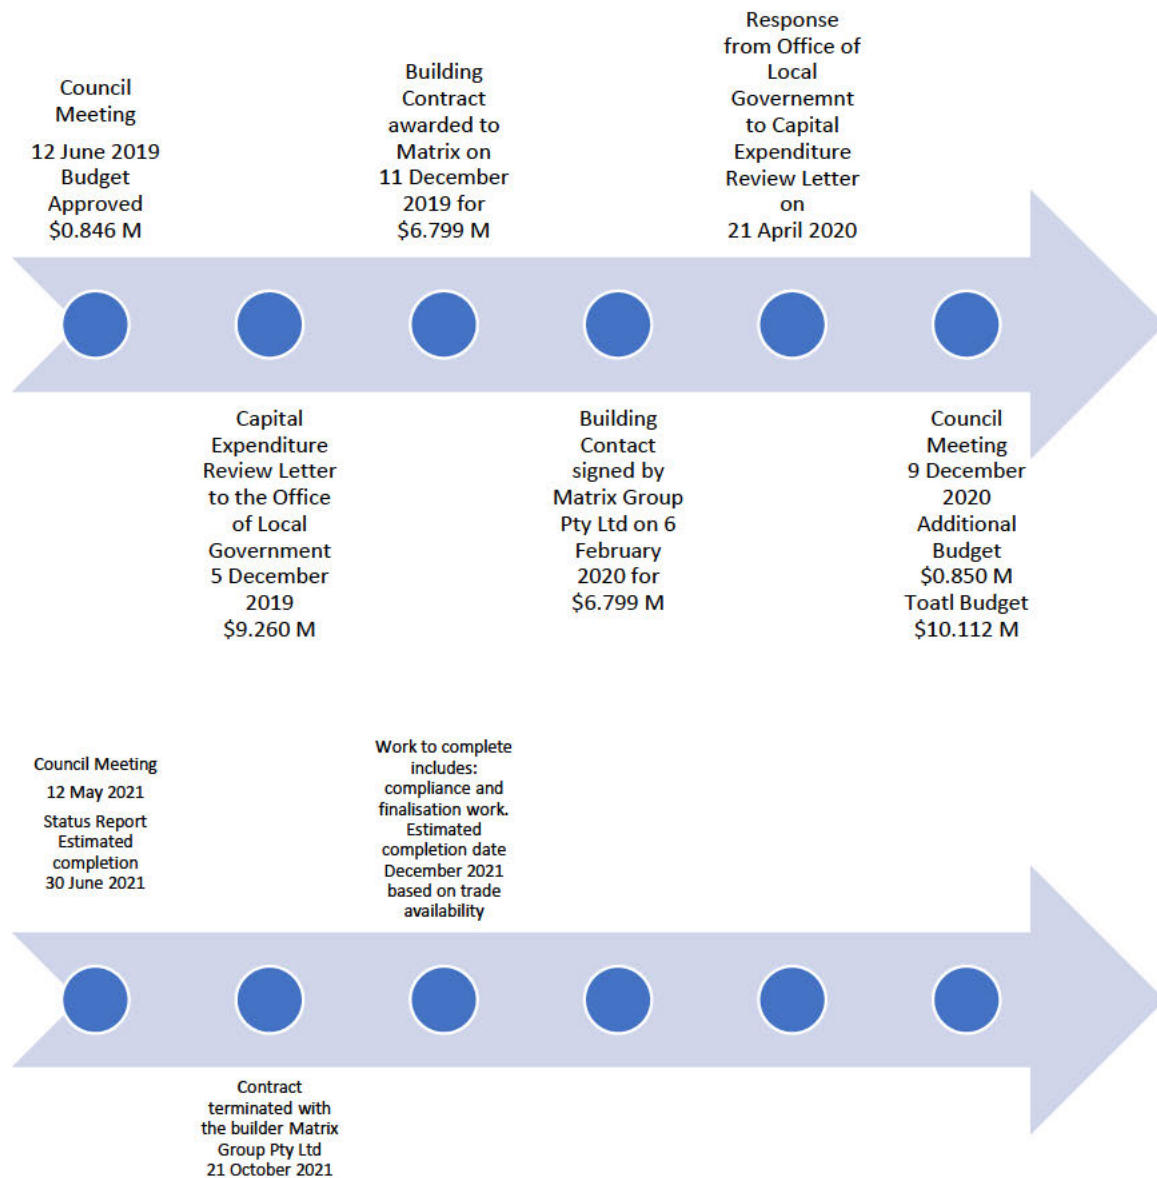 Council
Meeting
12 June 2019
Budget
Approved
$0.846 M
Capital
Expenditure
Review Letter
to the Office
of Local
Government
5 December
2019
$9.260 M
Building
Contract
awarded to
Matrix on
11 December
2019 for
$6.799 M
Building
Contact
signed by
Matrix Group
Pty Ltd on 6
February
2020 for
$6.799 M
Response
from Office of
Local
Governemnt
to Capital
Expenditure
Review Letter
on
21 April 2020
Council
Meeting
9 December
2020
Additional
Budget
$0.850 M
Toatl Budget
$10.112 M
Council Meeting
12 May 2021
Status Report
Estimated
completion
30 June 2021
Contract
terminated with
the builder Matrix
Group Pty Ltd
21 October 2021
Work to complete
includes:
compliance and
finalisation work.
Estimated
completion date
December 2021
based on trade
availability